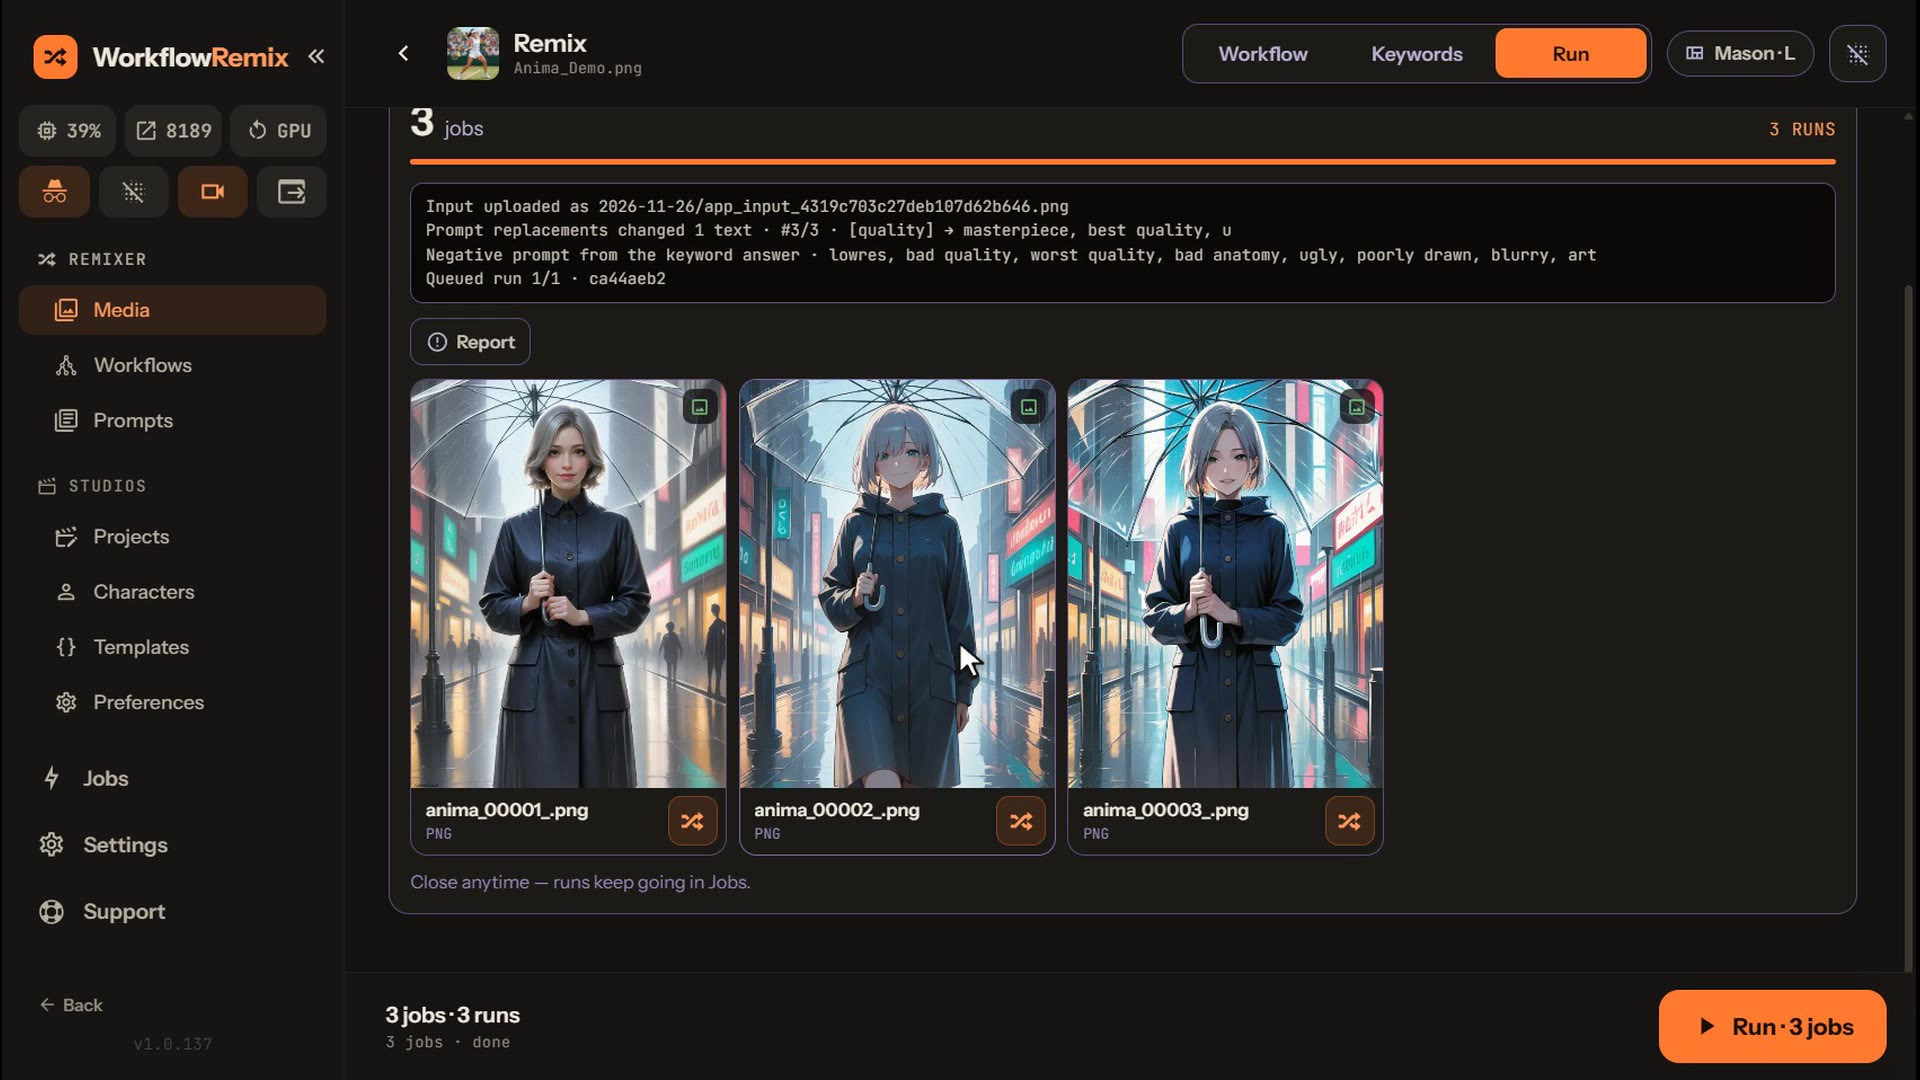 WorkflowRemix
39%
8189
GPU
REMIXER
Media
Workflows
Prompts
STUDIOS
Projects
Characters
Templates
Preferences
Jobs
Settings
Support
Back
v1.0.137
Remix
Anima_Demo.png
Workflow
Keywords
Run
Mason·L
3 jobs
3 RUNS
Input uploaded as 2026-11-26/app_input_4319c703c27deb107d62b646.png
Prompt replacements changed 1 text · #3/3 · [quality] → masterpiece, best quality, u
Negative prompt from the keyword answer · lowres, bad quality, worst quality, bad anatomy, ugly, poorly drawn, blurry, art
Queued run 1/1 · ca44aeb2
Report
anima_00001_.png
PNG
anima_00002_.png
PNG
anima_00003_.png
PNG
Close anytime — runs keep going in Jobs.
3 jobs·3 runs
3 jobs · done
Run·3 jobs